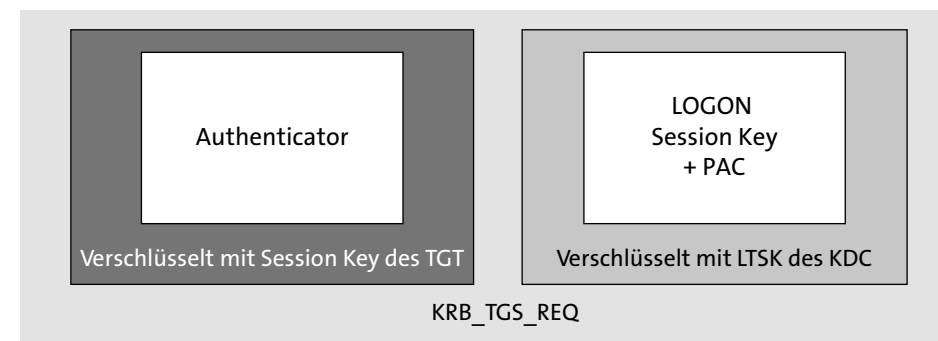 Authenticator
Verschlüsselt mit Session Key des TGT
LOGON
Session Key
+ PAC
Verschlüsselt mit LTSK des KDC
KRB_TGS_REQ